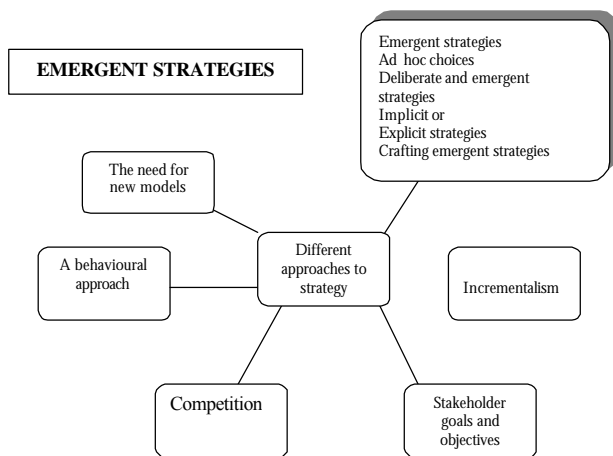 EMERGENT STRATEGIES
Emergent strategies
Ad hoc choices
Deliberate and emergent
strategies
Implicit or
Explicit strategies
Crafting emergent strategies
The need for
new models
Different
approaches to
strategy
A behavioural
approach
Incrementalism
Competition
Stakeholder
goals and
objectives